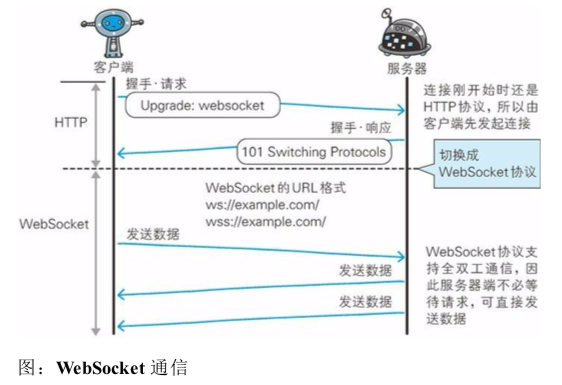 客户端
服务器
握手·请求
Upgrade: websocket
连接刚开始时还是
HTTP协议，所以由
客户端先发起连接
HTTP
握手·响应
101 Switching Protocols
切换成
WebSocket协议
WebSocket的URL格式
ws://example.com/
wss://example.com/
WebSocket
发送数据
发送数据
发送数据
WebSocket协议支
持全双工通信，因
此服务器端不必等
待请求，可直接发
送数据
图：WebSocket 通信